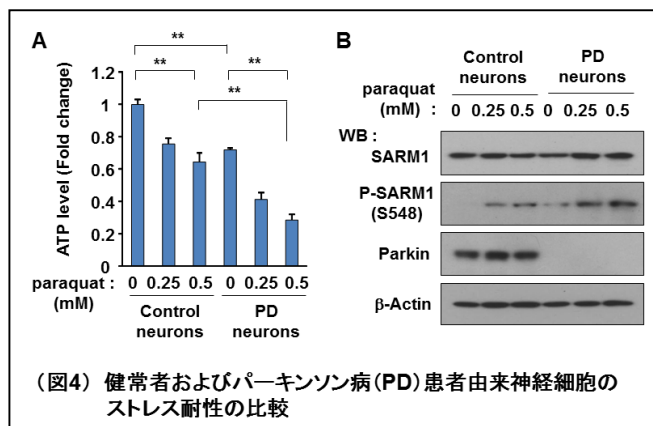 A
** **
** **
ATP level (Fold change)
1.2
1
0.8
0.6
0.4
0.2
0
paraquat : 0 0.25 0.5 0 0.25 0.5
(mM)
Control neurons
PD neurons
B
Control neurons
PD neurons
paraquat
(mM) : 0 0.25 0.5 0 0.25 0.5
WB :
SARM1
P-SARM1
(S548)
Parkin
β-Actin
(図4) 健常者およびパーキンソン病(PD)患者由来神経細胞の
ストレス耐性の比較